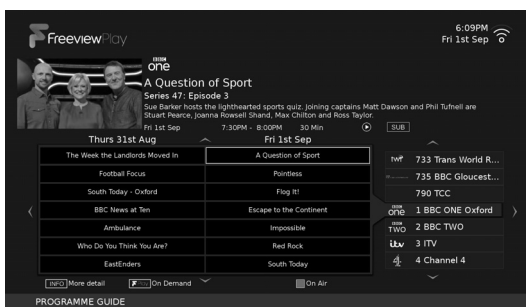 FreeviewPlay
6:09PM
Fri 1st Sep
BBC
one
A Question of Sport
Series 47: Episode 3
Sue Barker hosts the lighthearted sports quiz. Joining captains Matt Dawson and Phil Tufnell are
Stuart Pearce, Joanna Rowsell Shand, Max Chilton and Ross Taylor.
Fri 1st Sep 7:30PM - 8:00PM 30 Min SUB
Thurs 31st Aug Fri 1st Sep
The Week the Landlords Moved In A Question of Sport twr 733 Trans World R...
Football Focus Pointless 735 BBC Gloucest...
South Today - Oxford Flog It! 790 TCC
BBC News at Ten Escape to the Continent BBC one 1 BBC ONE Oxford
Ambulance Impossible BBC TWO 2 BBC TWO
Who Do You Think You Are? Red Rock itv 3 ITV
EastEnders South Today 4 4 Channel 4
INFO More detail Play On Demand On Air
PROGRAMME GUIDE